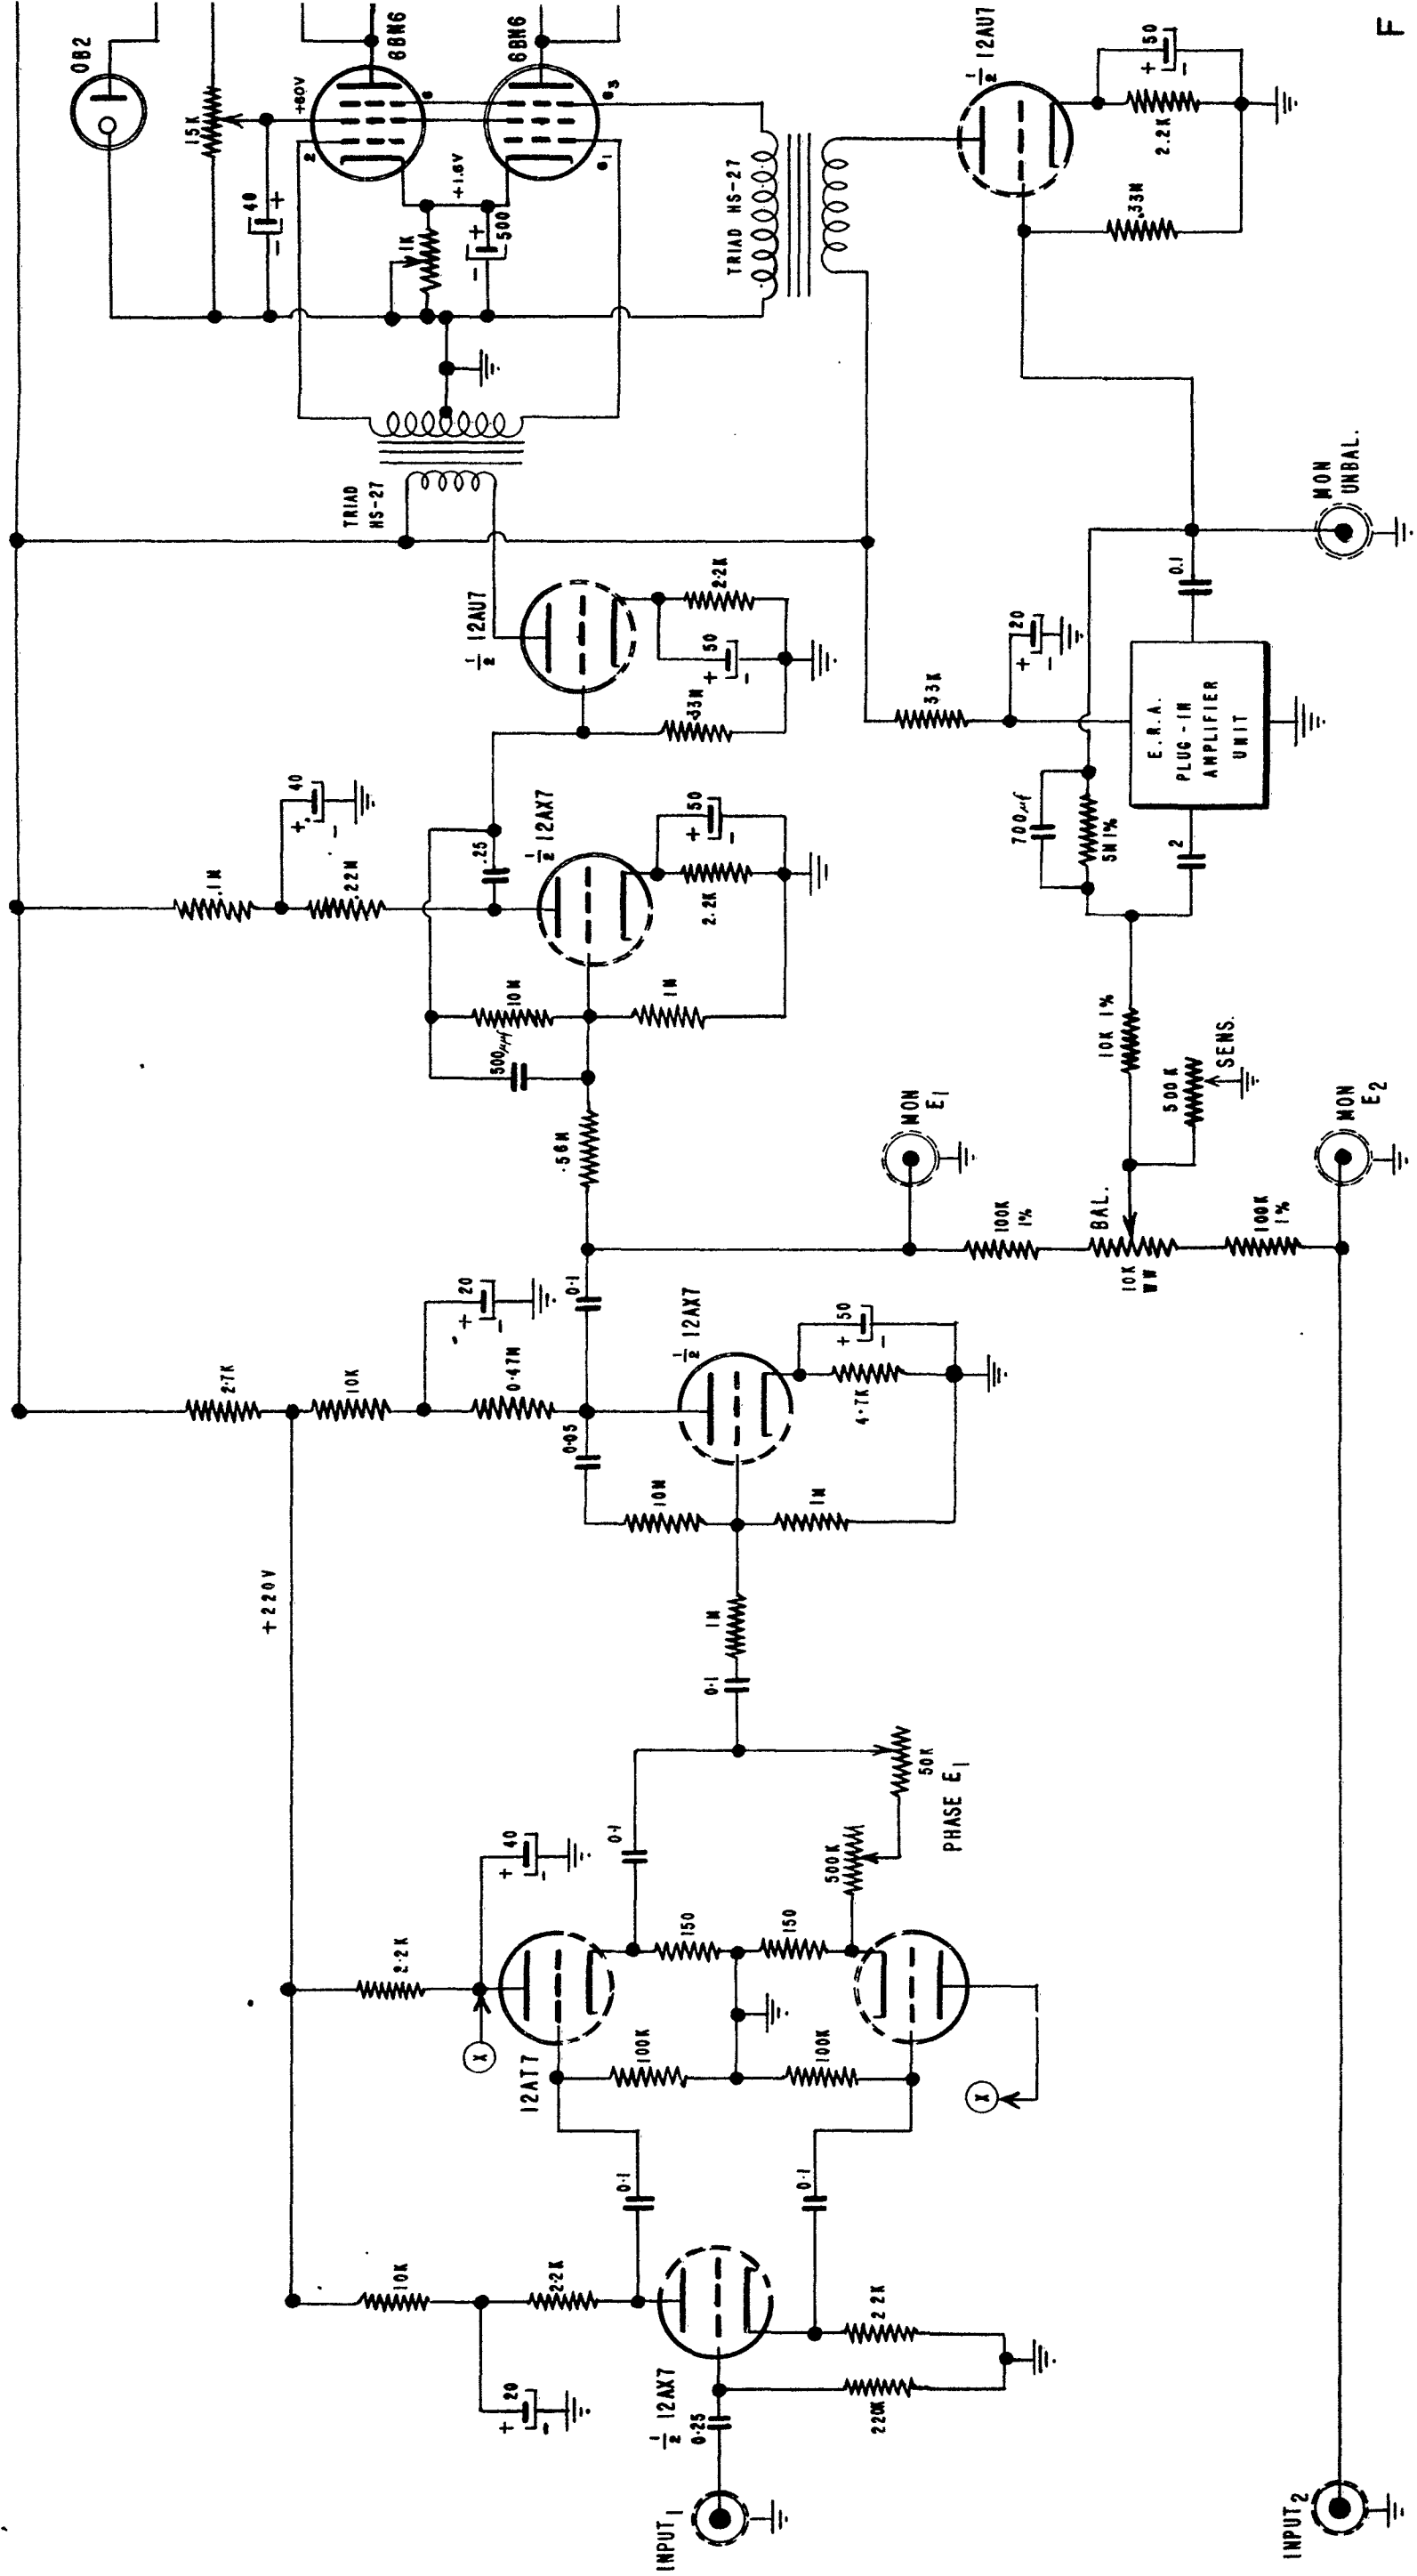 INPUT1
0·25
1/2 12AX7
220K
2 2K
+ 20 -
10K
2·2K
0·1
0·1
12AT7
X
2·2K
+ 40 -
100K
100K
150
150
X
0·1
500K
50K
PHASE E1
0·1
1M
+220V
10M
1M
0·05
2·7K
10K
0·47M
+ 20 -
0·1
1/2 12AX7
4·7K
+ 50 -
.56M
MON E1
100K 1%
BAL.
10K WW
100K 1%
MON E2
INPUT2
500K
SENS.
10K 1%
500μμf
10M
1M
.1M
.22M
+ 40 -
.25
1/2 12AX7
2.2K
+ 50 -
.33M
1/2 12AU7
+ 50 -
2·2K
700μf
5M 1%
2
E.R.A.
PLUG-IN
AMPLIFIER
UNIT
33K
+ 20 -
0.1
MON
UNBAL.
TRIAD
HS-27
TRIAD HS-27
1K
+1.6V
- + 500
40
- +
15K
+60V
2
6
G1
G3
6BN6
6BN6
OB2
.33M
2.2K
+ 50 -
1/2 12AU7
F